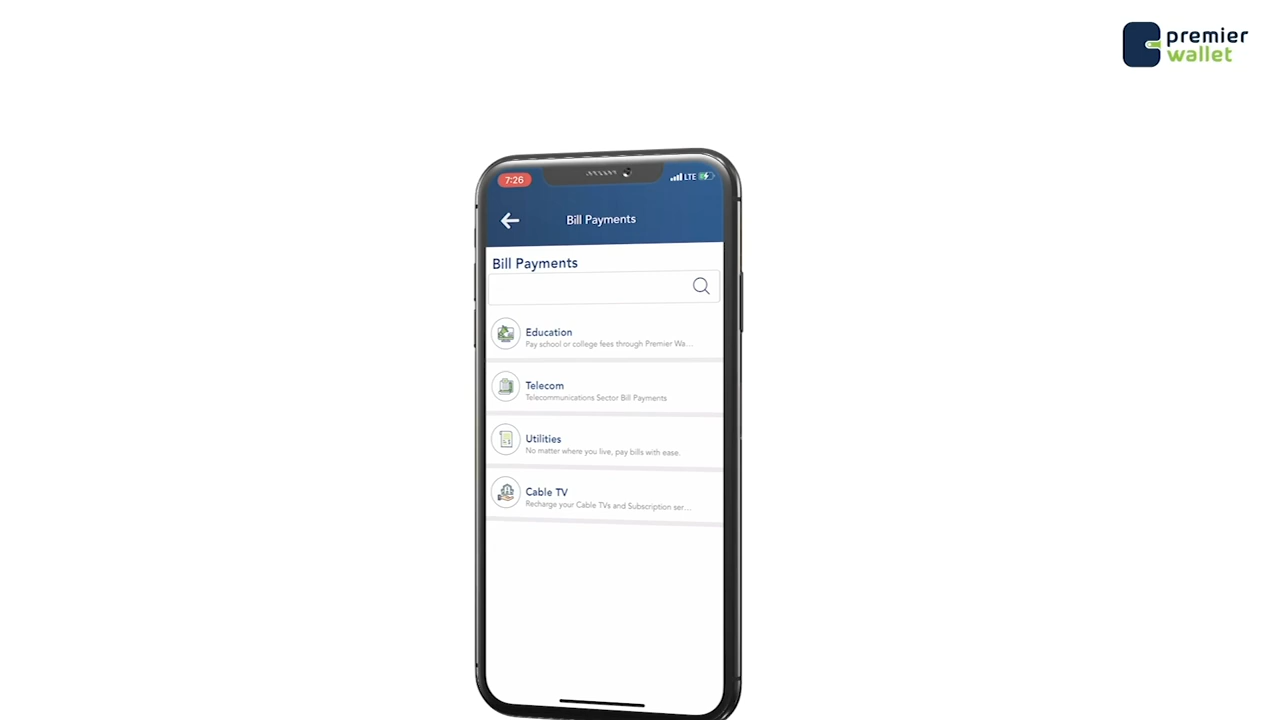 premier
wallet
7:26
LTE
Bill Payments
Bill Payments
Education
Pay school or college fees through Premier Wa...
Telecom
Telecommunications Sector Bill Payments
Utilities
No matter where you live, pay bills with ease.
Cable TV
Recharge your Cable TVs and Subscription ser...